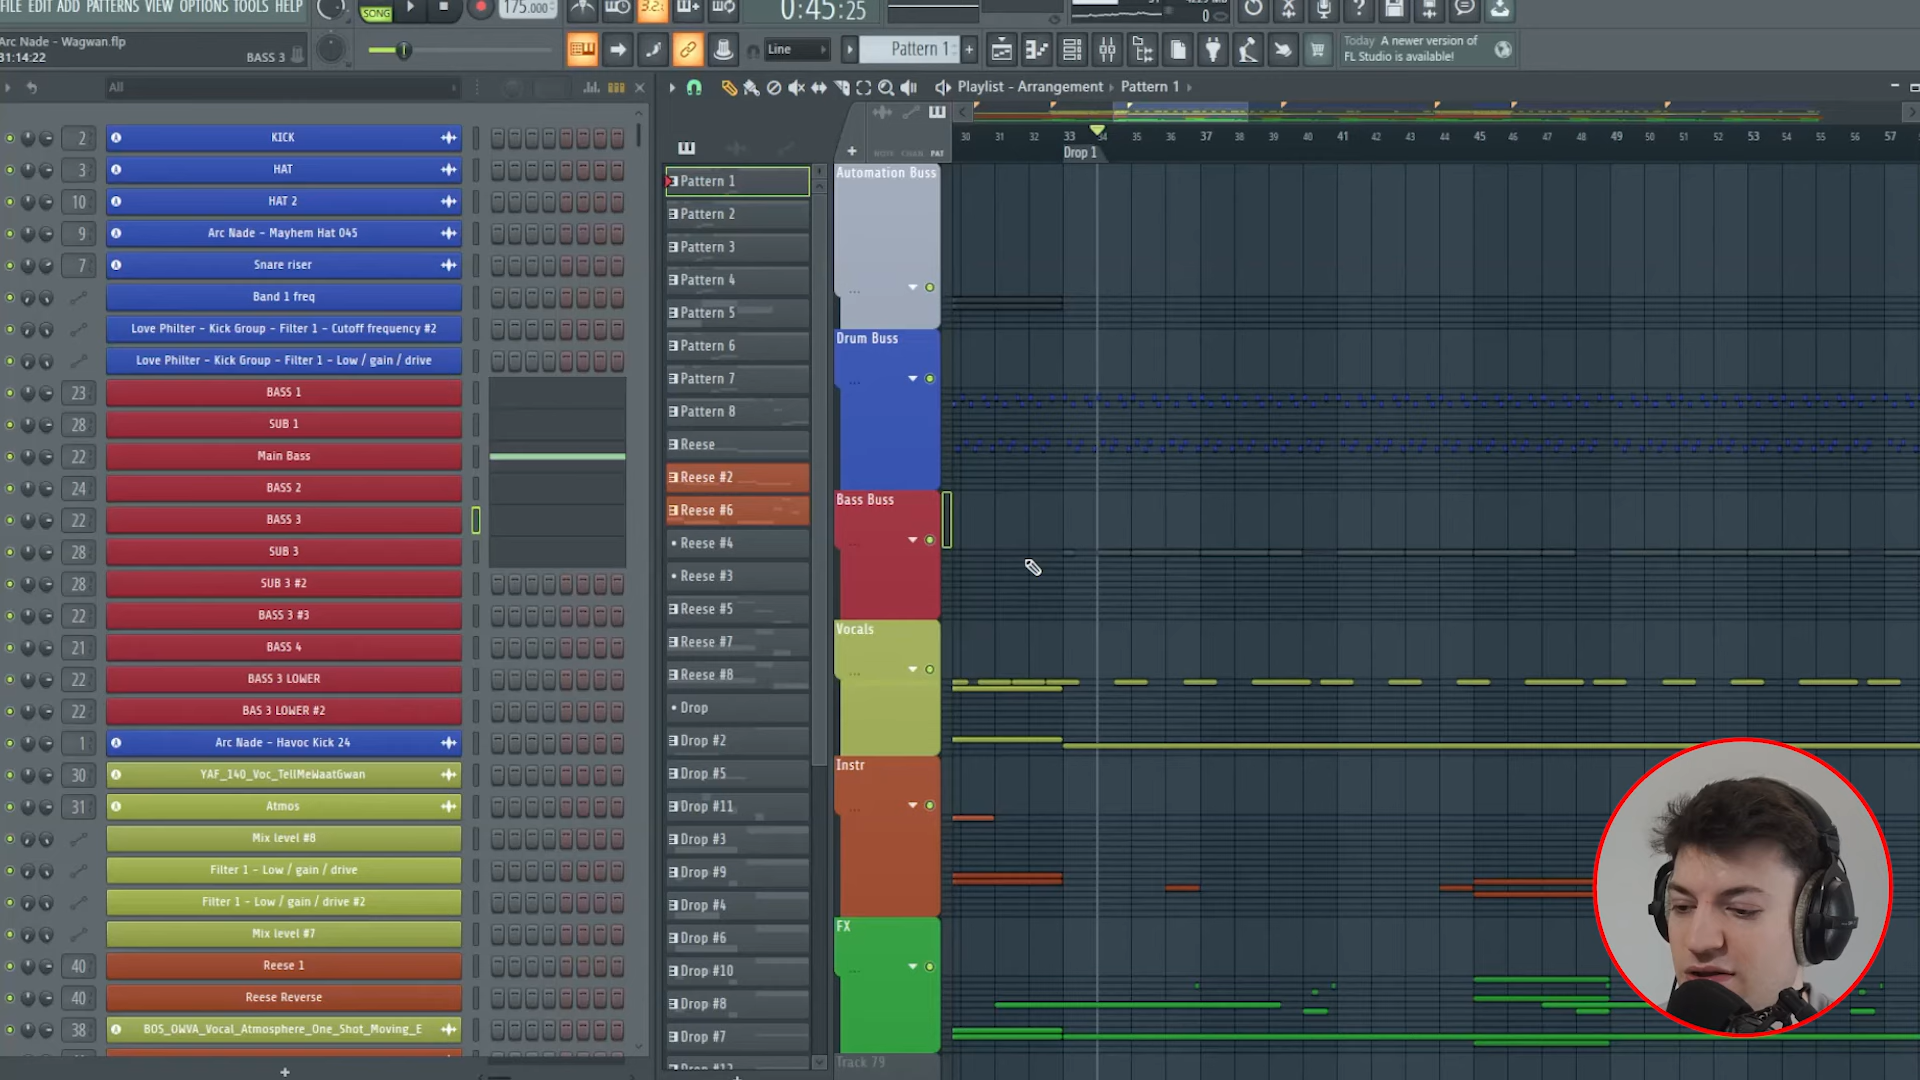 FILE EDIT ADD PATTERNS VIEW OPTIONS TOOLS HELP
SONG
175.000
3.2
0:45:25
0
Arc Nade - Wagwan.flp
31:14:22
BASS 3
Line
Pattern 1
+
Today A newer version of
FL Studio is available!
All
Playlist - Arrangement
Pattern 1
30 31 32 33 34 35 36 37 38 39 40 41 42 43 44 45 46 47 48 49 50 51 52 53 54 55 56 57
Drop 1
PAT
2 KICK
3 HAT
10 HAT 2
9 Arc Nade - Mayhem Hat 045
7 Snare riser
Band 1 freq
Love Philter - Kick Group - Filter 1 - Cutoff frequency #2
Love Philter - Kick Group - Filter 1 - Low / gain / drive
23 BASS 1
28 SUB 1
22 Main Bass
24 BASS 2
22 BASS 3
28 SUB 3
28 SUB 3 #2
22 BASS 3 #3
21 BASS 4
22 BASS 3 LOWER
22 BAS 3 LOWER #2
1 Arc Nade - Havoc Kick 24
30 YAF_140_Voc_TellMeWaatGwan
31 Atmos
Mix level #8
Filter 1 - Low / gain / drive
Filter 1 - Low / gain / drive #2
Mix level #7
40 Reese 1
40 Reese Reverse
38 BOS_OWVA_Vocal_Atmosphere_One_Shot_Moving_E
+
Pattern 1
Pattern 2
Pattern 3
Pattern 4
Pattern 5
Pattern 6
Pattern 7
Pattern 8
Reese
Reese #2
Reese #6
Reese #4
Reese #3
Reese #5
Reese #7
Reese #8
Drop
Drop #2
Drop #5
Drop #11
Drop #3
Drop #9
Drop #4
Drop #6
Drop #10
Drop #8
Drop #7
Drop #12
+
Automation Buss
Drum Buss
Bass Buss
Vocals
Instr
FX
Track 79